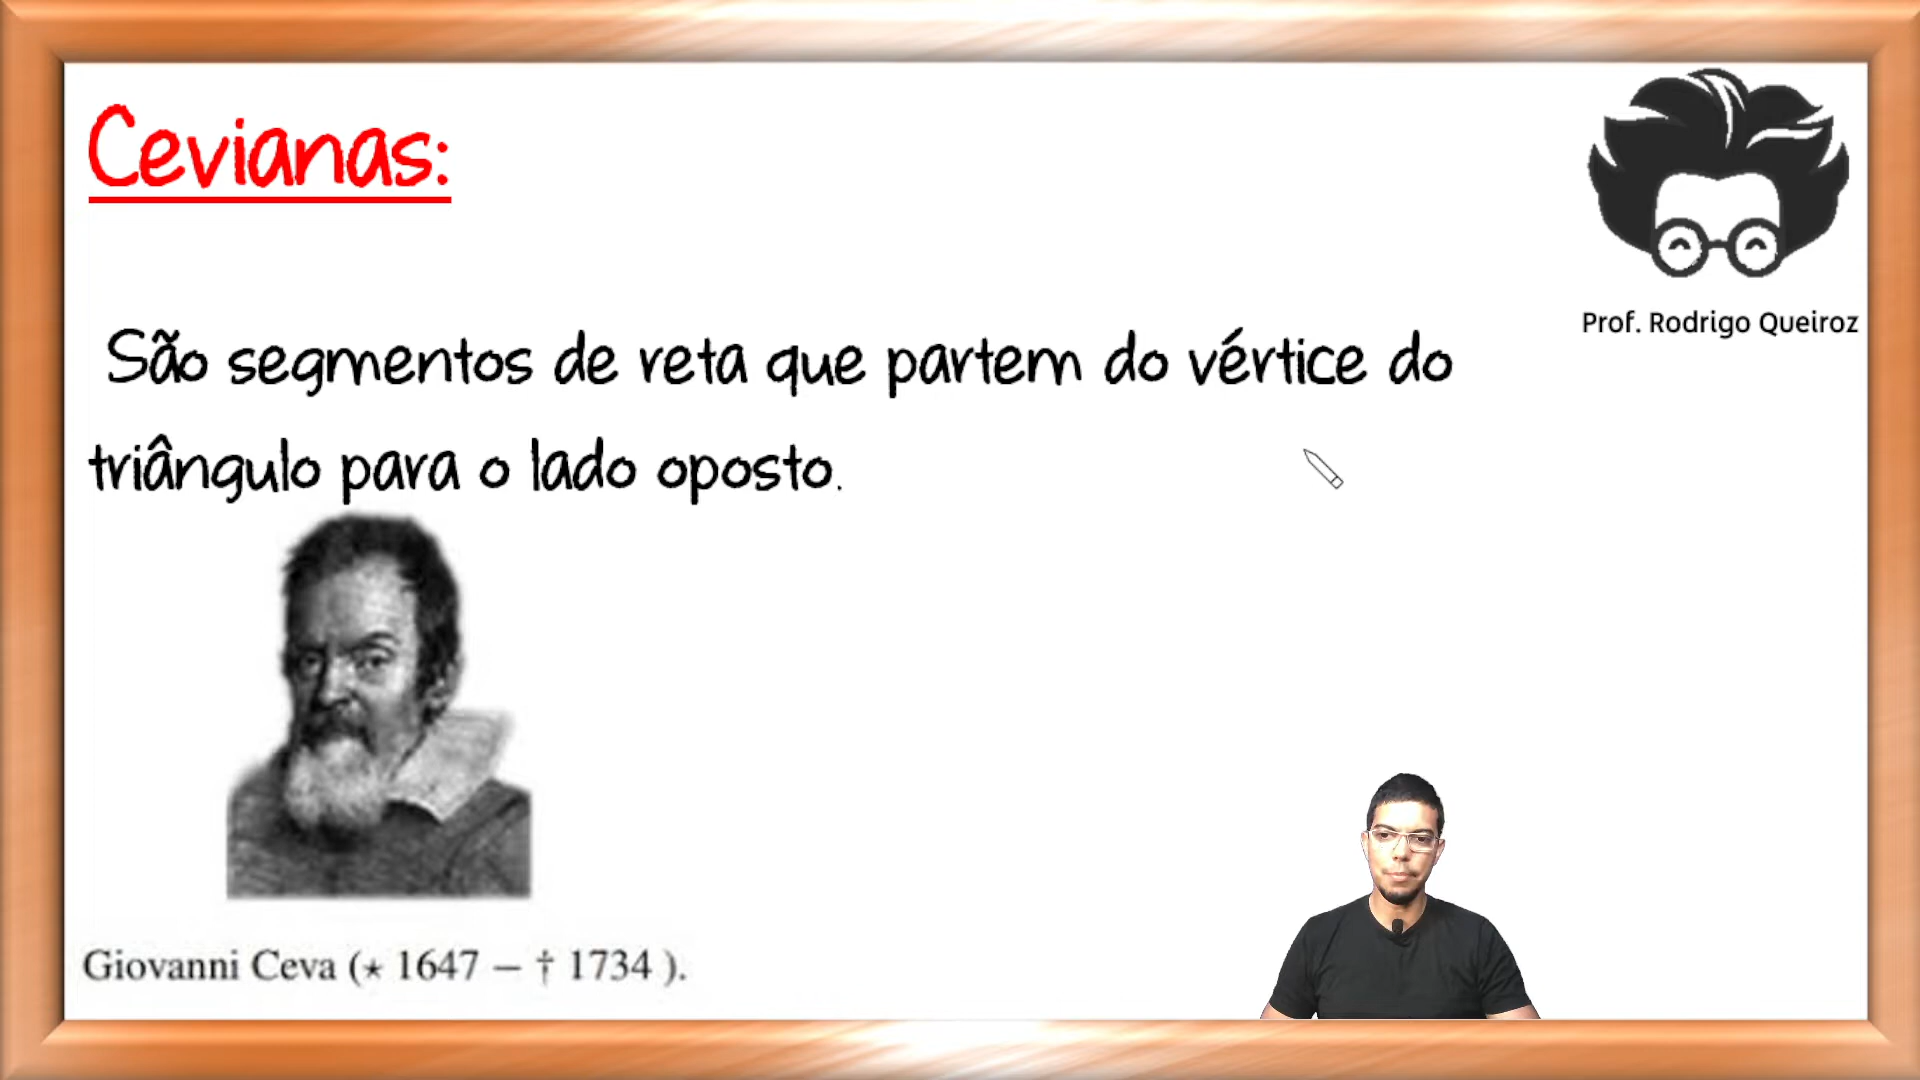 Cevianas:
Prof. Rodrigo Queiroz
São segmentos de reta que partem do vértice do
triângulo para o lado oposto.
Giovanni Ceva (⋆ 1647 – † 1734 ).